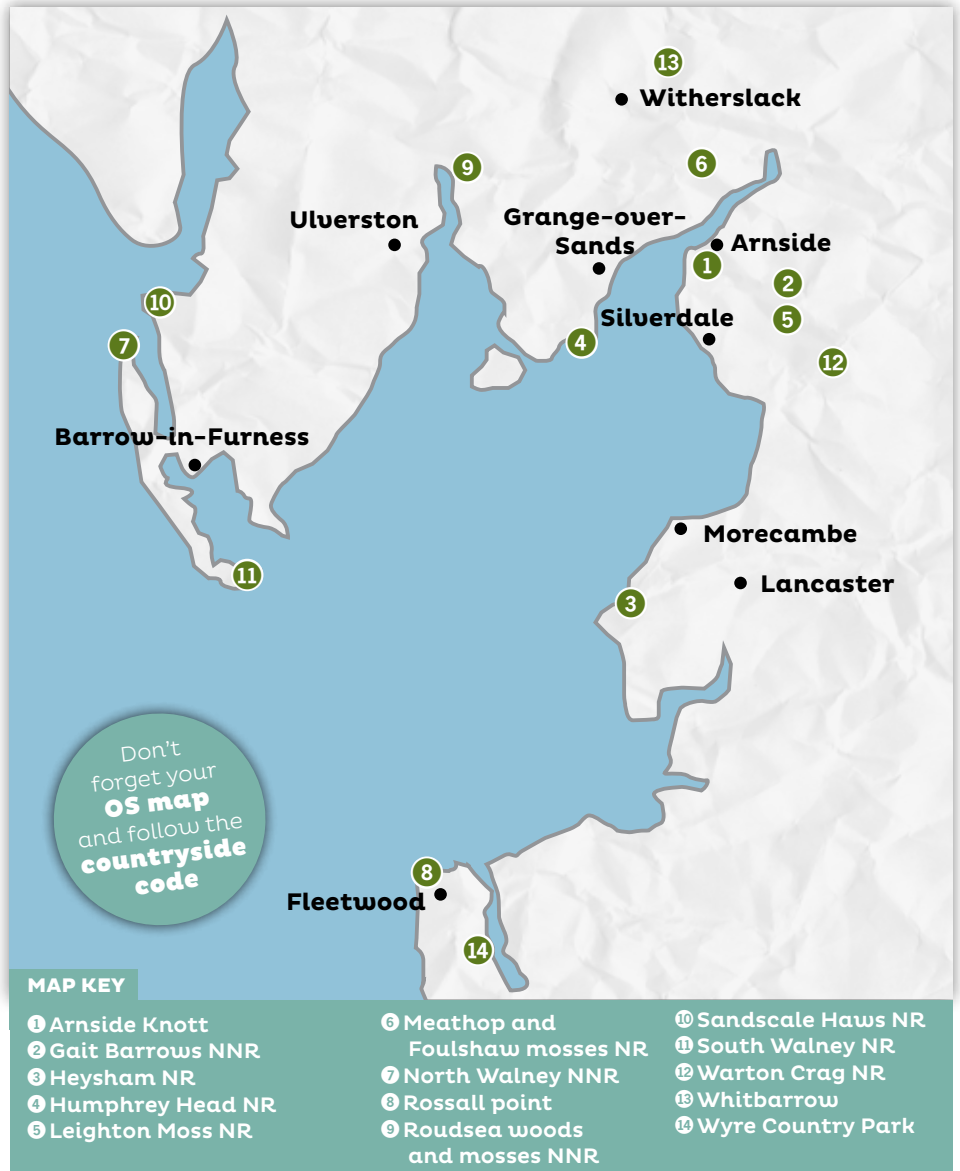 13
Witherslack
6
9
Grange-over-
Sands
Ulverston
Arnside
1
2
10
Silverdale
5
7
4
12
Barrow-in-Furness
Morecambe
11
Lancaster
3
Don't
forget your
OS map
and follow the
countryside
code
8
Fleetwood
14
MAP KEY
1 Arnside Knott
2 Gait Barrows NNR
3 Heysham NR
4 Humphrey Head NR
5 Leighton Moss NR
6 Meathop and
Foulshaw mosses NR
7 North Walney NNR
8 Rossall point
9 Roudsea woods
and mosses NNR
10 Sandscale Haws NR
11 South Walney NR
12 Warton Crag NR
13 Whitbarrow
14 Wyre Country Park